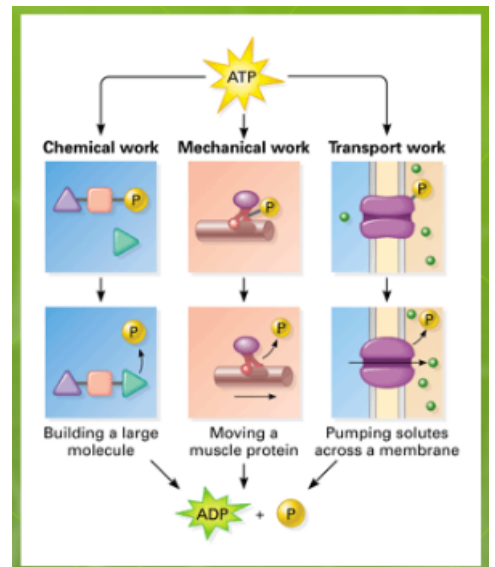 ATP
Chemical work
Mechanical work
Transport work
P
P
P
P
P
P
Building a large
molecule
Moving a
muscle protein
Pumping solutes
across a membrane
ADP + P